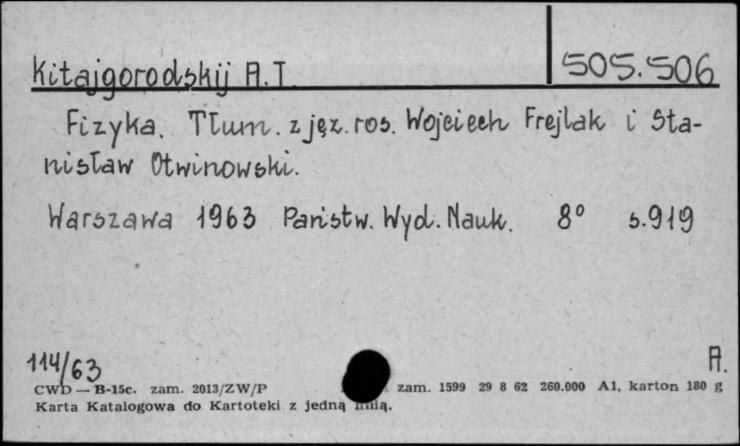 Kitajgorodskij A.I. 505.506
Fizyka. Tłum. z jęz. ros. Wojciech Frejlak i Sta-
nisław Otwinowski.
Warszawa 1963 Państw. Wyd. Nauk. 8° s.919
114/63 A.
CWD — B-15c. zam. 2013/ZW/P zam. 1599 29 8 62 260.000 A1, karton 180 g
Karta Katalogowa do Kartoteki z jedną linią.